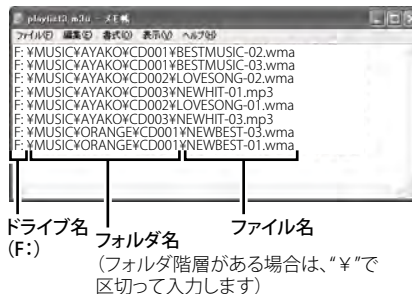 playlist3.m3u - メモ帳
ファイル(F) 編集(E) 書式(O) 表示(V) ヘルプ(H)
F: ¥MUSIC¥AYAKO¥CD001¥BESTMUSIC-02.wma
F: ¥MUSIC¥AYAKO¥CD001¥BESTMUSIC-03.wma
F: ¥MUSIC¥AYAKO¥CD002¥LOVESONG-02.wma
F: ¥MUSIC¥AYAKO¥CD003¥NEWHIT-01.mp3
F: ¥MUSIC¥AYAKO¥CD002¥LOVESONG-01.wma
F: ¥MUSIC¥AYAKO¥CD003¥NEWHIT-03.mp3
F: ¥MUSIC¥ORANGE¥CD001¥NEWBEST-03.wma
F: ¥MUSIC¥ORANGE¥CD001¥NEWBEST-01.wma
ドライブ名
(F:)
フォルダ名
ファイル名
(フォルダ階層がある場合は、“¥”で
区切って入力します)